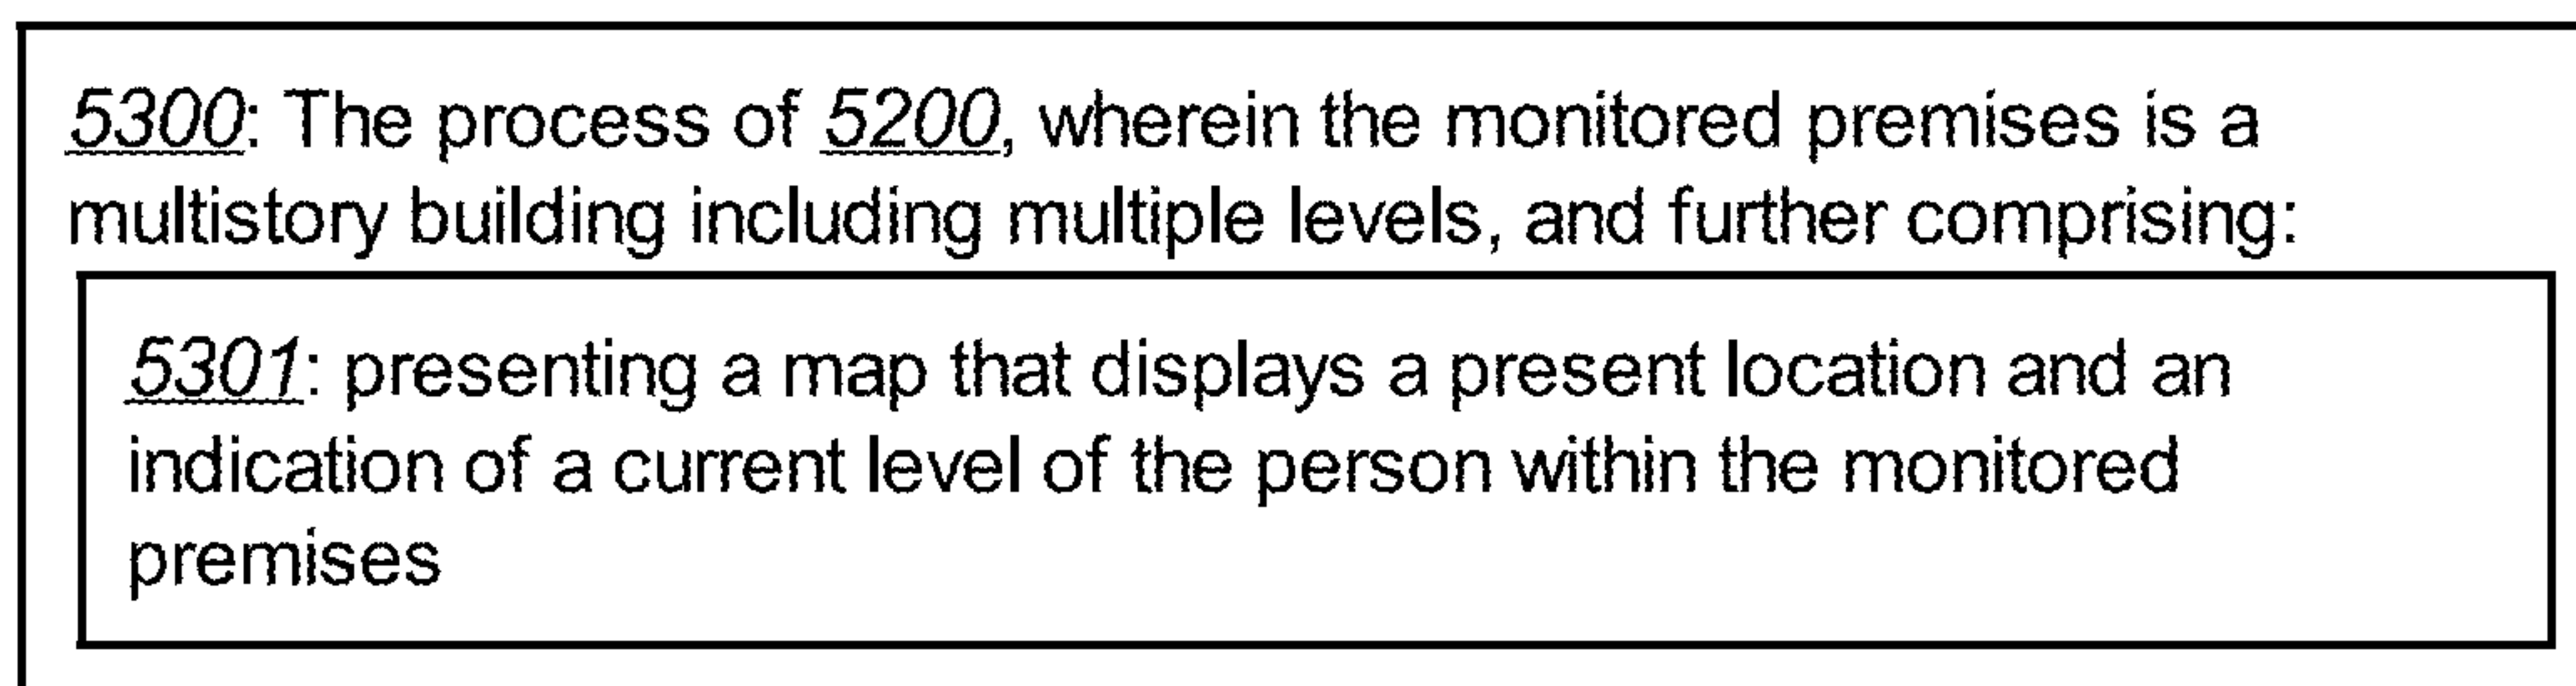 5300: The process of 5200, wherein the monitored premises is a
multistory building including multiple levels, and further comprising:
5301: presenting a map that displays a present location and an
indication of a current level of the person within the monitored
premises